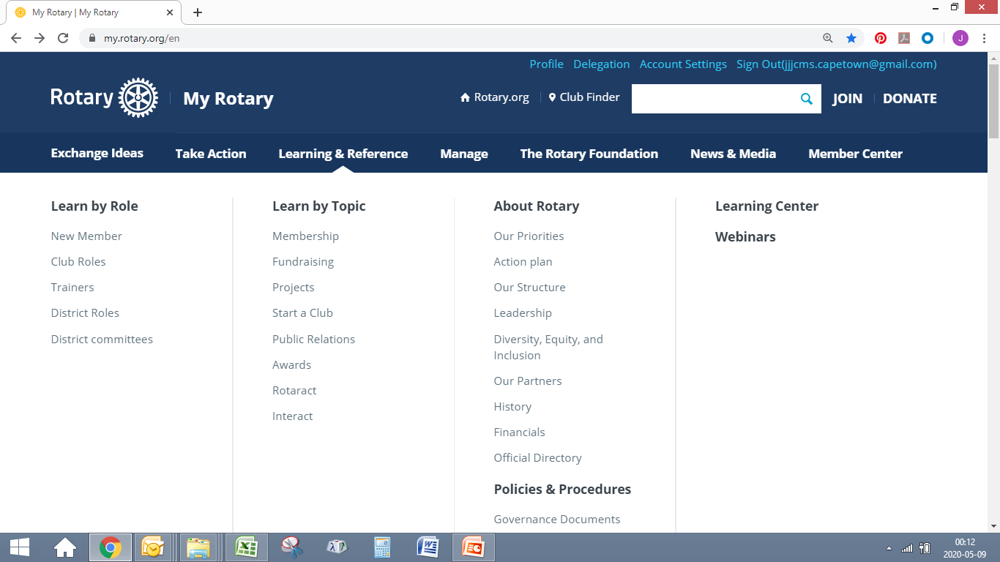 My Rotary | My Rotary
my.rotary.org/en
J
Profile Delegation Account Settings Sign Out(jjjcms.capetown@gmail.com)
Rotary
My Rotary
Rotary.org
Club Finder
JOIN
DONATE
Exchange Ideas Take Action Learning & Reference Manage The Rotary Foundation News & Media Member Center
Learn by Role
New Member
Club Roles
Trainers
District Roles
District committees
Learn by Topic
Membership
Fundraising
Projects
Start a Club
Public Relations
Awards
Rotaract
Interact
About Rotary
Our Priorities
Action plan
Our Structure
Leadership
Diversity, Equity, and
Inclusion
Our Partners
History
Financials
Official Directory
Policies & Procedures
Governance Documents
Learning Center
Webinars
00:12
2020-05-09